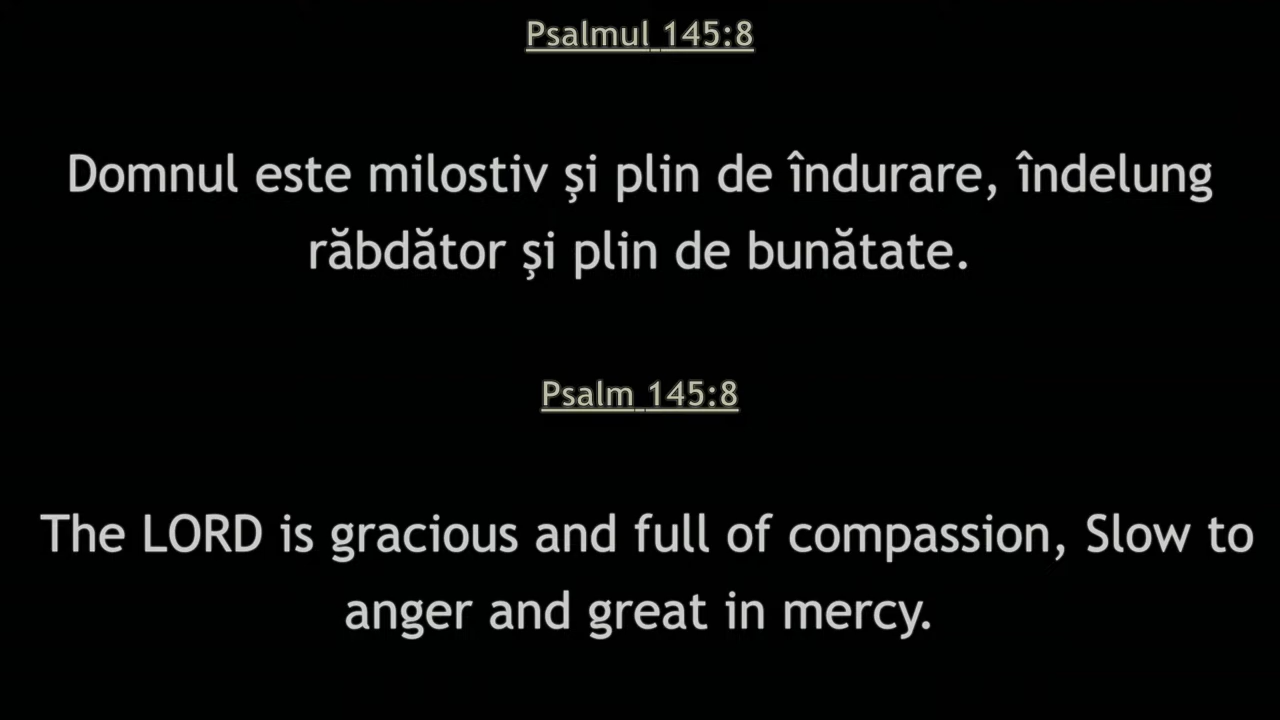 Psalmul 145:8
Domnul este milostiv şi plin de îndurare, îndelung
răbdător şi plin de bunătate.
Psalm 145:8
The LORD is gracious and full of compassion, Slow to
anger and great in mercy.